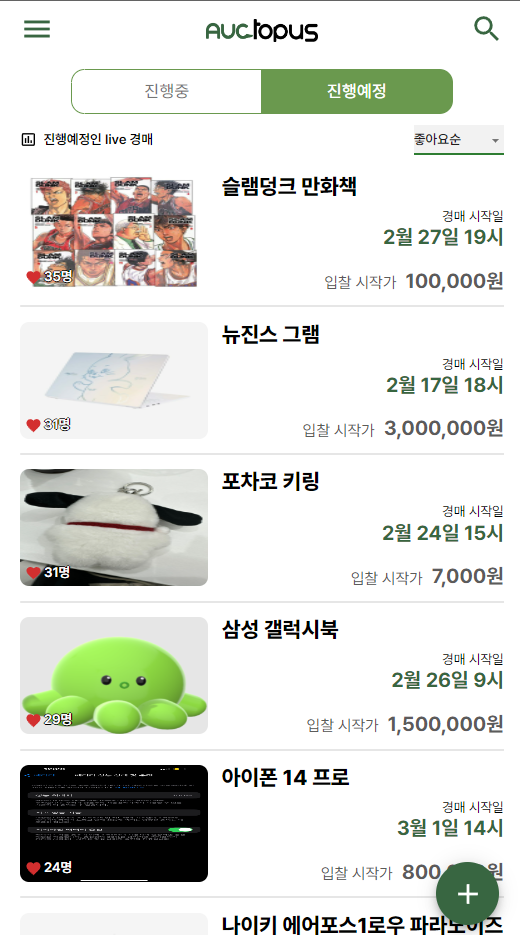 Auctopus
진행중
진행예정
진행예정인 live 경매
좋아요순
슬램덩크 만화책
경매 시작일
2월 27일 19시
35명
입찰 시작가 100,000원
뉴진스 그램
경매 시작일
2월 17일 18시
31명
입찰 시작가 3,000,000원
포차코 키링
경매 시작일
2월 24일 15시
31명
입찰 시작가 7,000원
삼성 갤럭시북
경매 시작일
2월 26일 9시
29명
입찰 시작가 1,500,000원
아이폰 14 프로
경매 시작일
3월 1일 14시
24명
입찰 시작가 800,
원
나이키 에어포스1로우 파라노이즈